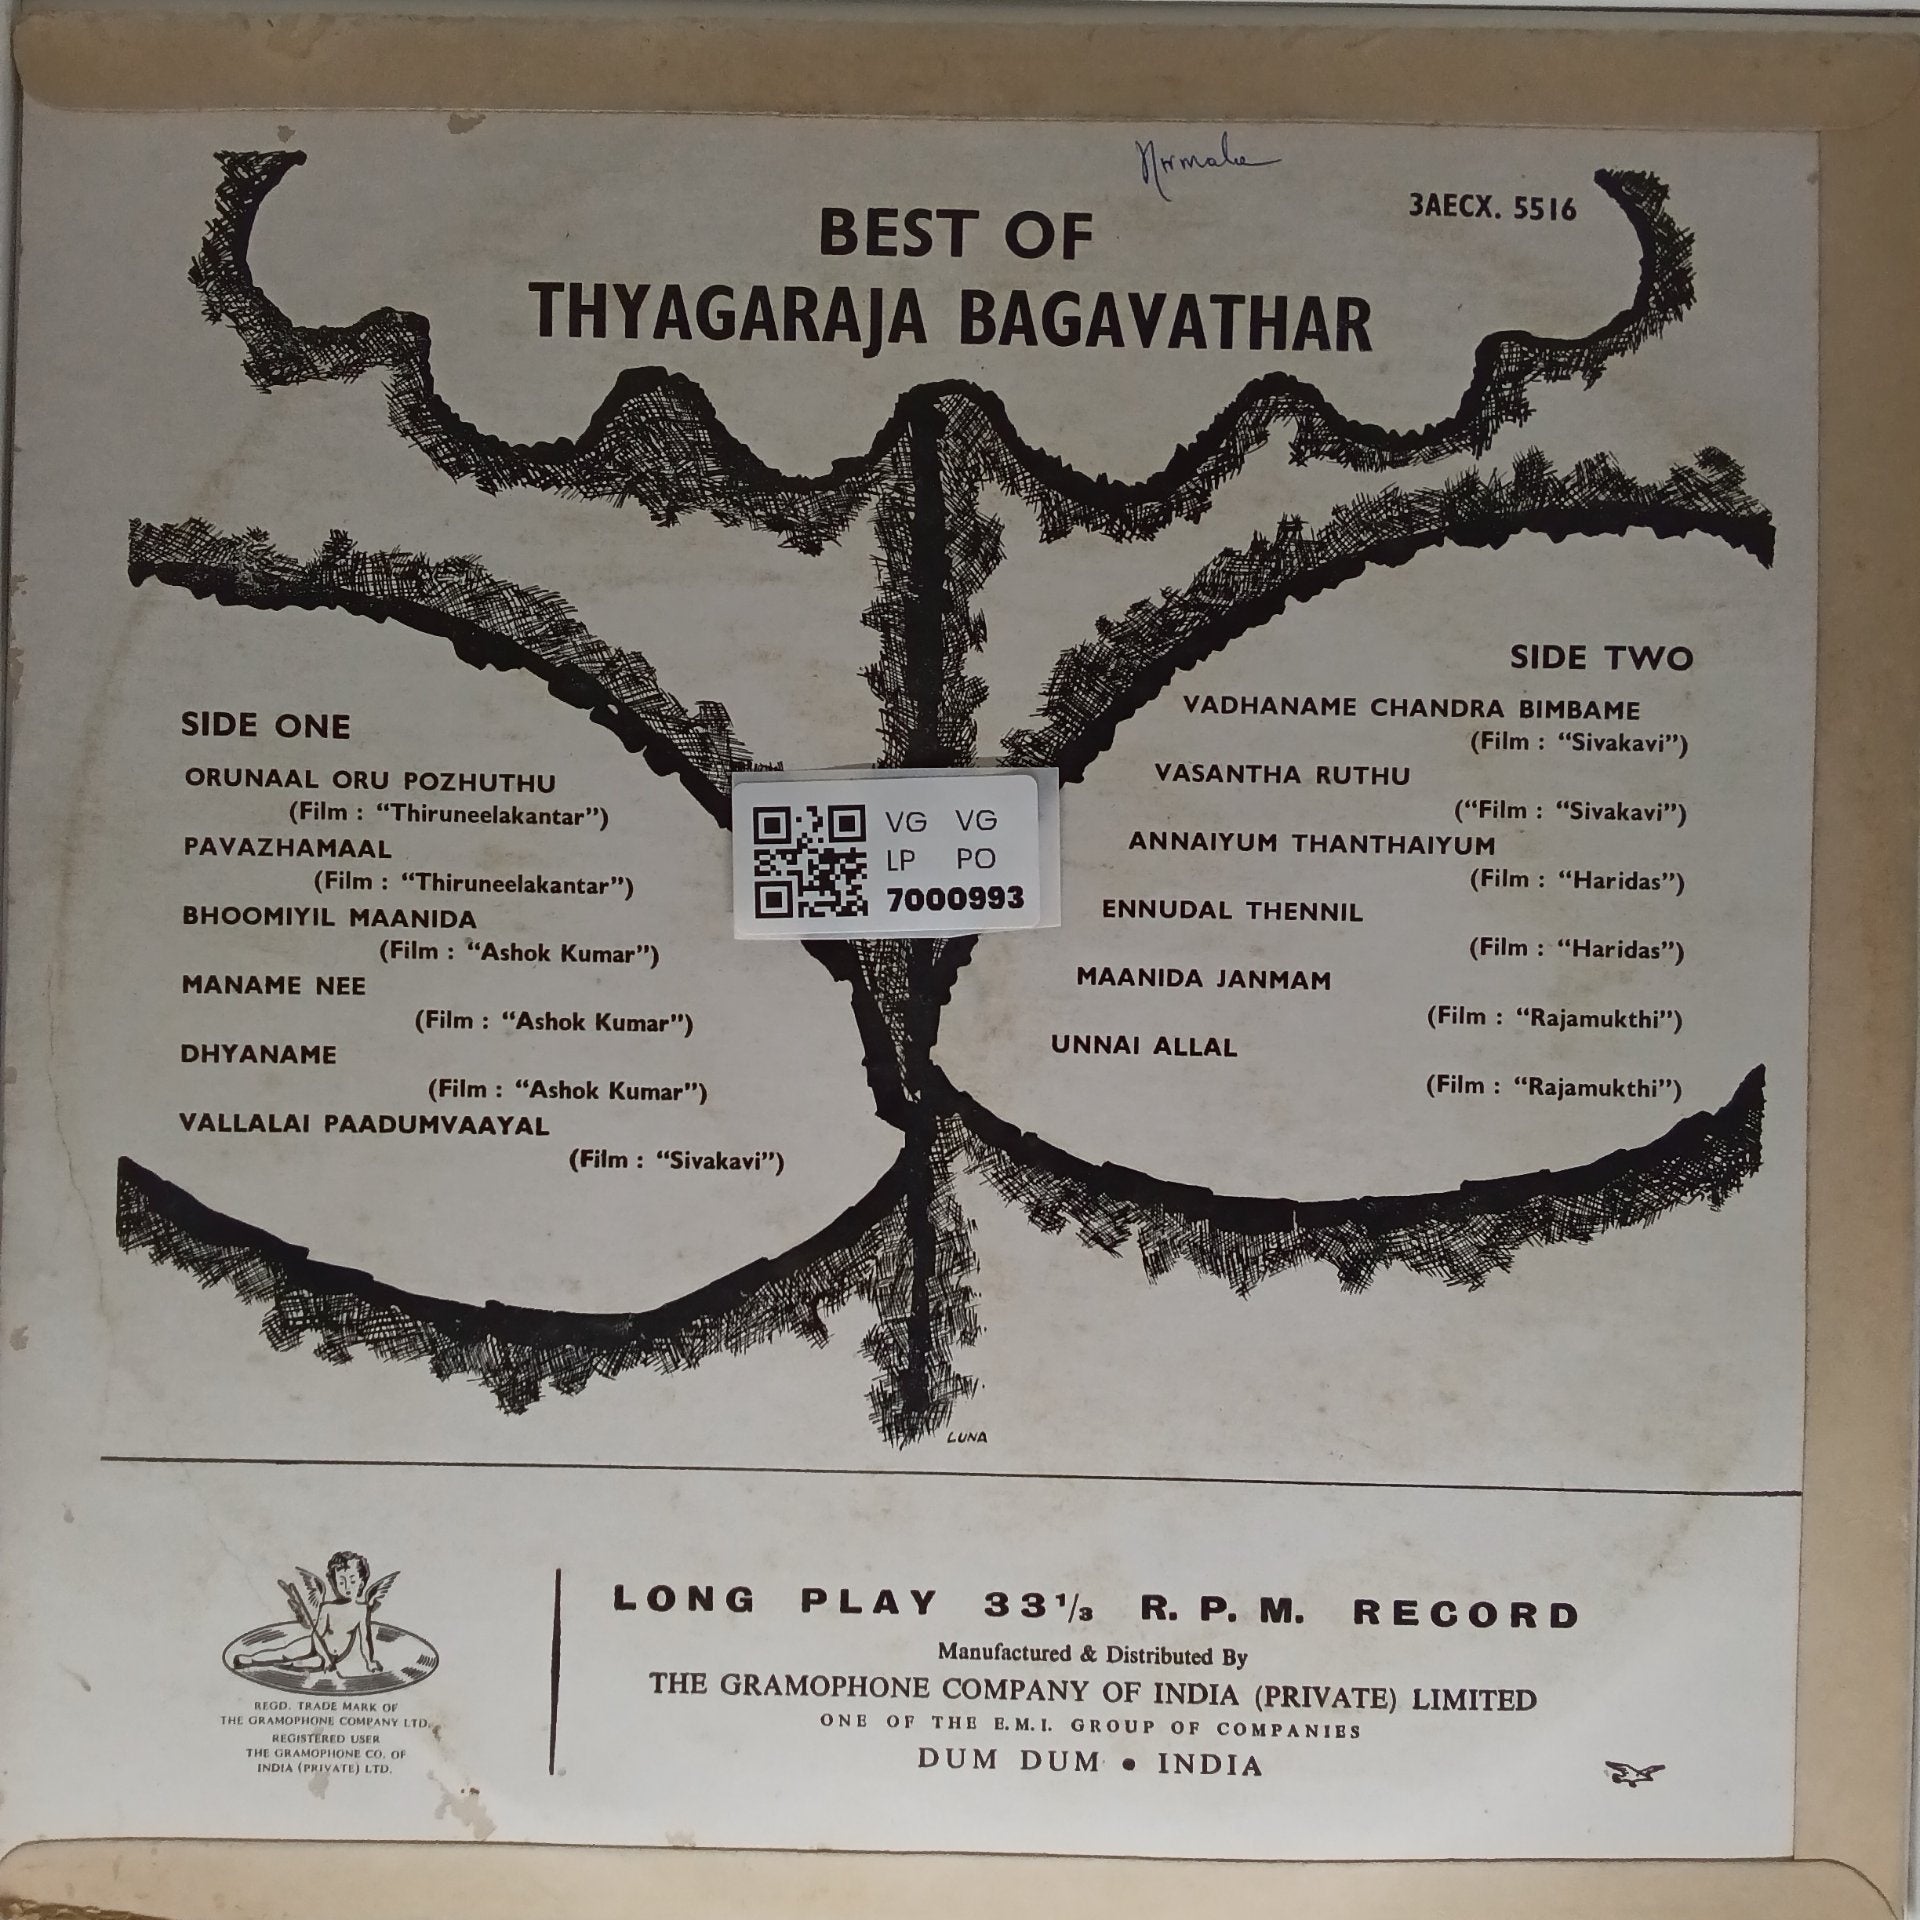 Nirmala
3AECX. 5516
BEST OF
THYAGARAJA BAGAVATHAR
SIDE ONE
ORUNAAL ORU POZHUTHU
(Film : “Thiruneelakantar”)
PAVAZHAMAAL
(Film : “Thiruneelakantar”)
BHOOMIYIL MAANIDA
(Film : “Ashok Kumar”)
MANAME NEE
(Film : “Ashok Kumar”)
DHYANAME
(Film : “Ashok Kumar”)
VALLALAI PAADUMVAAYAL
(Film : “Sivakavi”)
VG VG
LP PO
7000993
SIDE TWO
VADHANAME CHANDRA BIMBAME
(Film : “Sivakavi”)
VASANTHA RUTHU
(“Film : “Sivakavi”)
ANNAIYUM THANTHAIYUM
(Film : “Haridas”)
ENNUDAL THENNIL
(Film : “Haridas”)
MAANIDA JANMAM
(Film : “Rajamukthi”)
UNNAI ALLAL
(Film : “Rajamukthi”)
LUNA
REGD. TRADE MARK OF
THE GRAMOPHONE COMPANY LTD.
REGISTERED USER
THE GRAMOPHONE CO. OF
INDIA (PRIVATE) LTD.
LONG PLAY 33⅓ R. P. M. RECORD
Manufactured & Distributed By
THE GRAMOPHONE COMPANY OF INDIA (PRIVATE) LIMITED
ONE OF THE E.M.I. GROUP OF COMPANIES
DUM DUM • INDIA